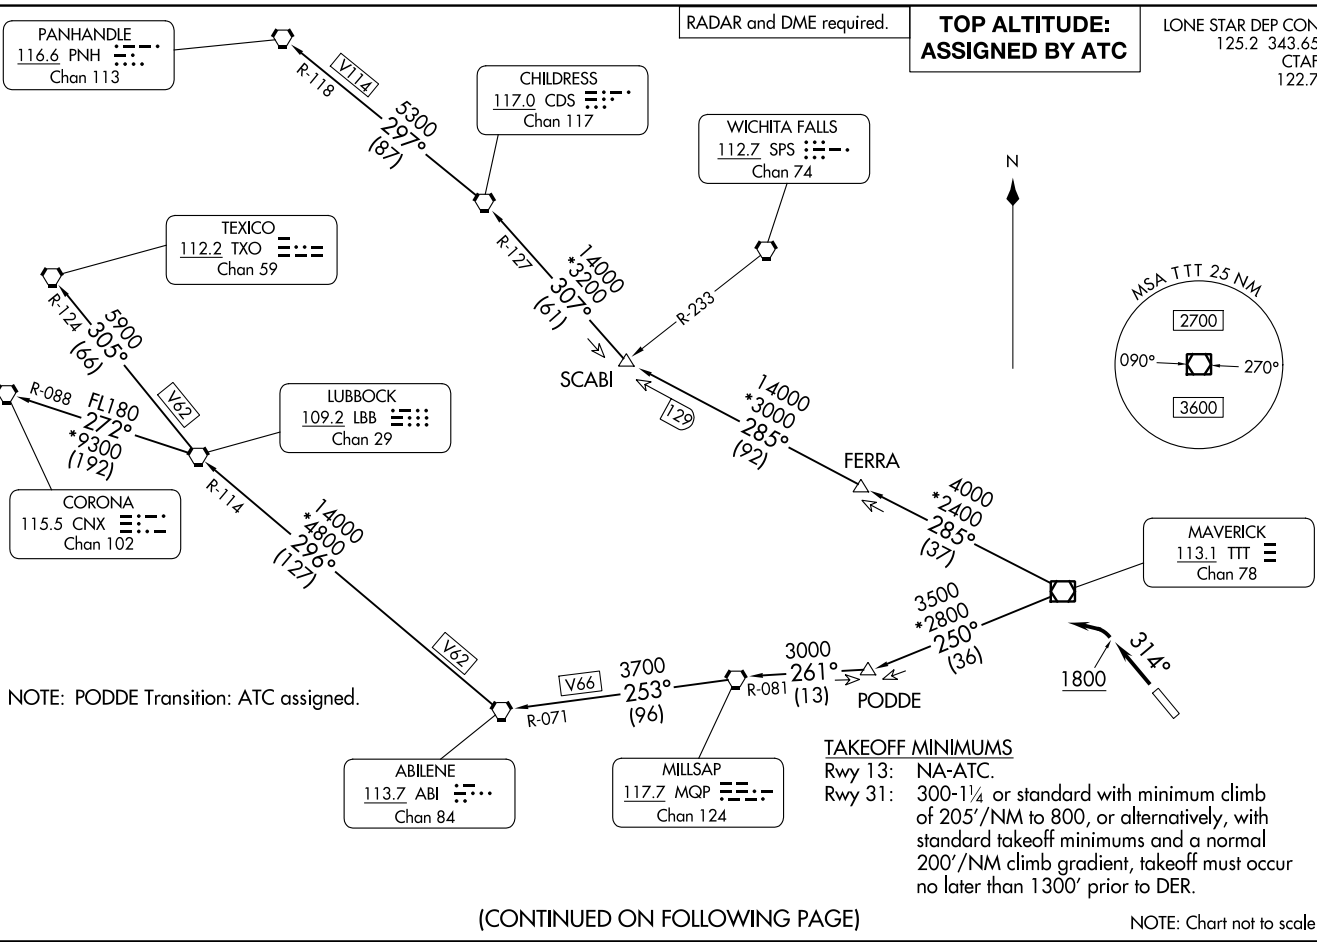 RADAR and DME required.
TOP ALTITUDE:
ASSIGNED BY ATC
LONE STAR DEP CON
125.2 343.65
CTAF
122.7
PANHANDLE
116.6 PNH
Chan 113
R-118
V114
5300
297°
(87)
CHILDRESS
117.0 CDS
Chan 117
WICHITA FALLS
112.7 SPS
Chan 74
N
TEXICO
112.2 TXO
Chan 59
R-127
14000
*3200
307°
(61)
R-233
MSA TTT 25 NM
2700
090°
270°
3600
R-124
5900
305°
(66)
V62
SCABI
129
14000
*3000
285°
(92)
R-088
FL180
272°
*9300
(192)
LUBBOCK
109.2 LBB
Chan 29
FERRA
4000
*2400
285°
(37)
CORONA
115.5 CNX
Chan 102
R-114
14000
*4800
296°
(127)
MAVERICK
113.1 TTT
Chan 78
3500
*2800
250°
(36)
314°
1800
V62
NOTE: PODDE Transition: ATC assigned.
R-071
V66
3700
253°
(96)
R-081
3000
261°
(13)
PODDE
ABILENE
113.7 ABI
Chan 84
MILLSAP
117.7 MQP
Chan 124
TAKEOFF MINIMUMS
Rwy 13: NA-ATC.
Rwy 31: 300-1¼ or standard with minimum climb
of 205'/NM to 800, or alternatively, with
standard takeoff minimums and a normal
200'/NM climb gradient, takeoff must occur
no later than 1300' prior to DER.
(CONTINUED ON FOLLOWING PAGE)
NOTE: Chart not to scale